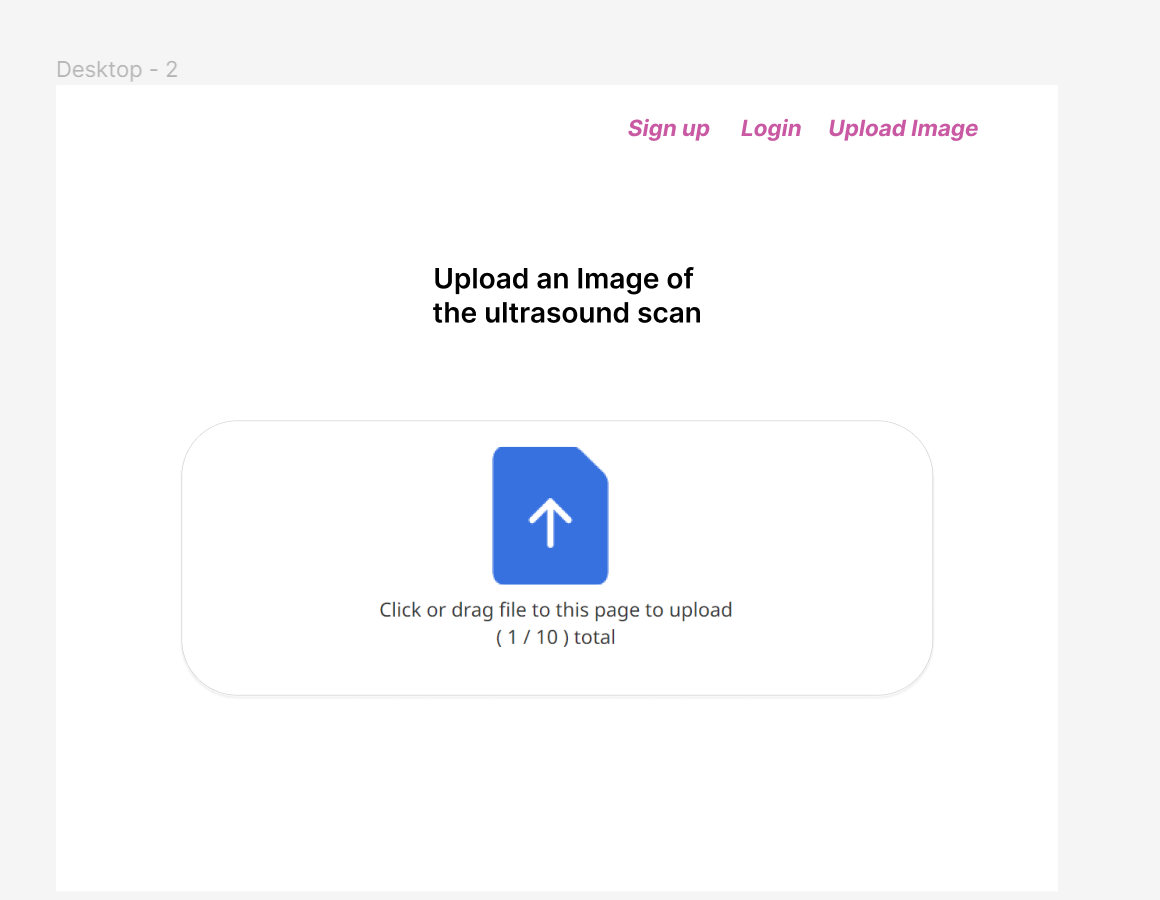 Desktop - 2
Sign up Login Upload Image
Upload an Image of
the ultrasound scan
Click or drag file to this page to upload
( 1 / 10 ) total